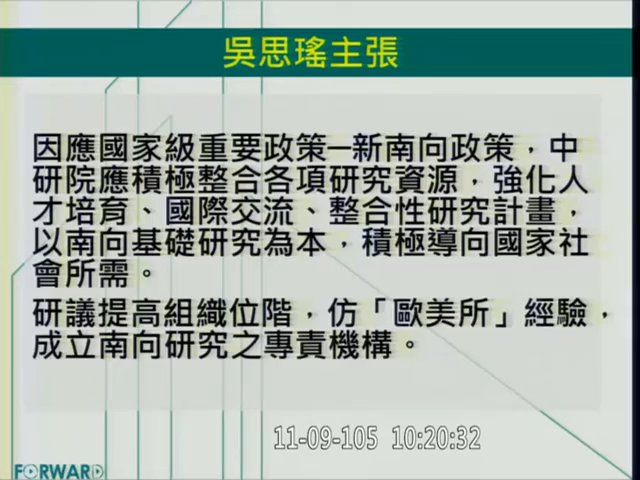 吳思瑤主張
因應國家級重要政策─新南向政策，中
研院應積極整合各項研究資源，強化人
才培育、國際交流、整合性研究計畫，
以南向基礎研究為本，積極導向國家社
會所需。
研議提高組織位階，仿「歐美所」經驗，
成立南向研究之專責機構。
11-09-105 10:20:32
FORWARD